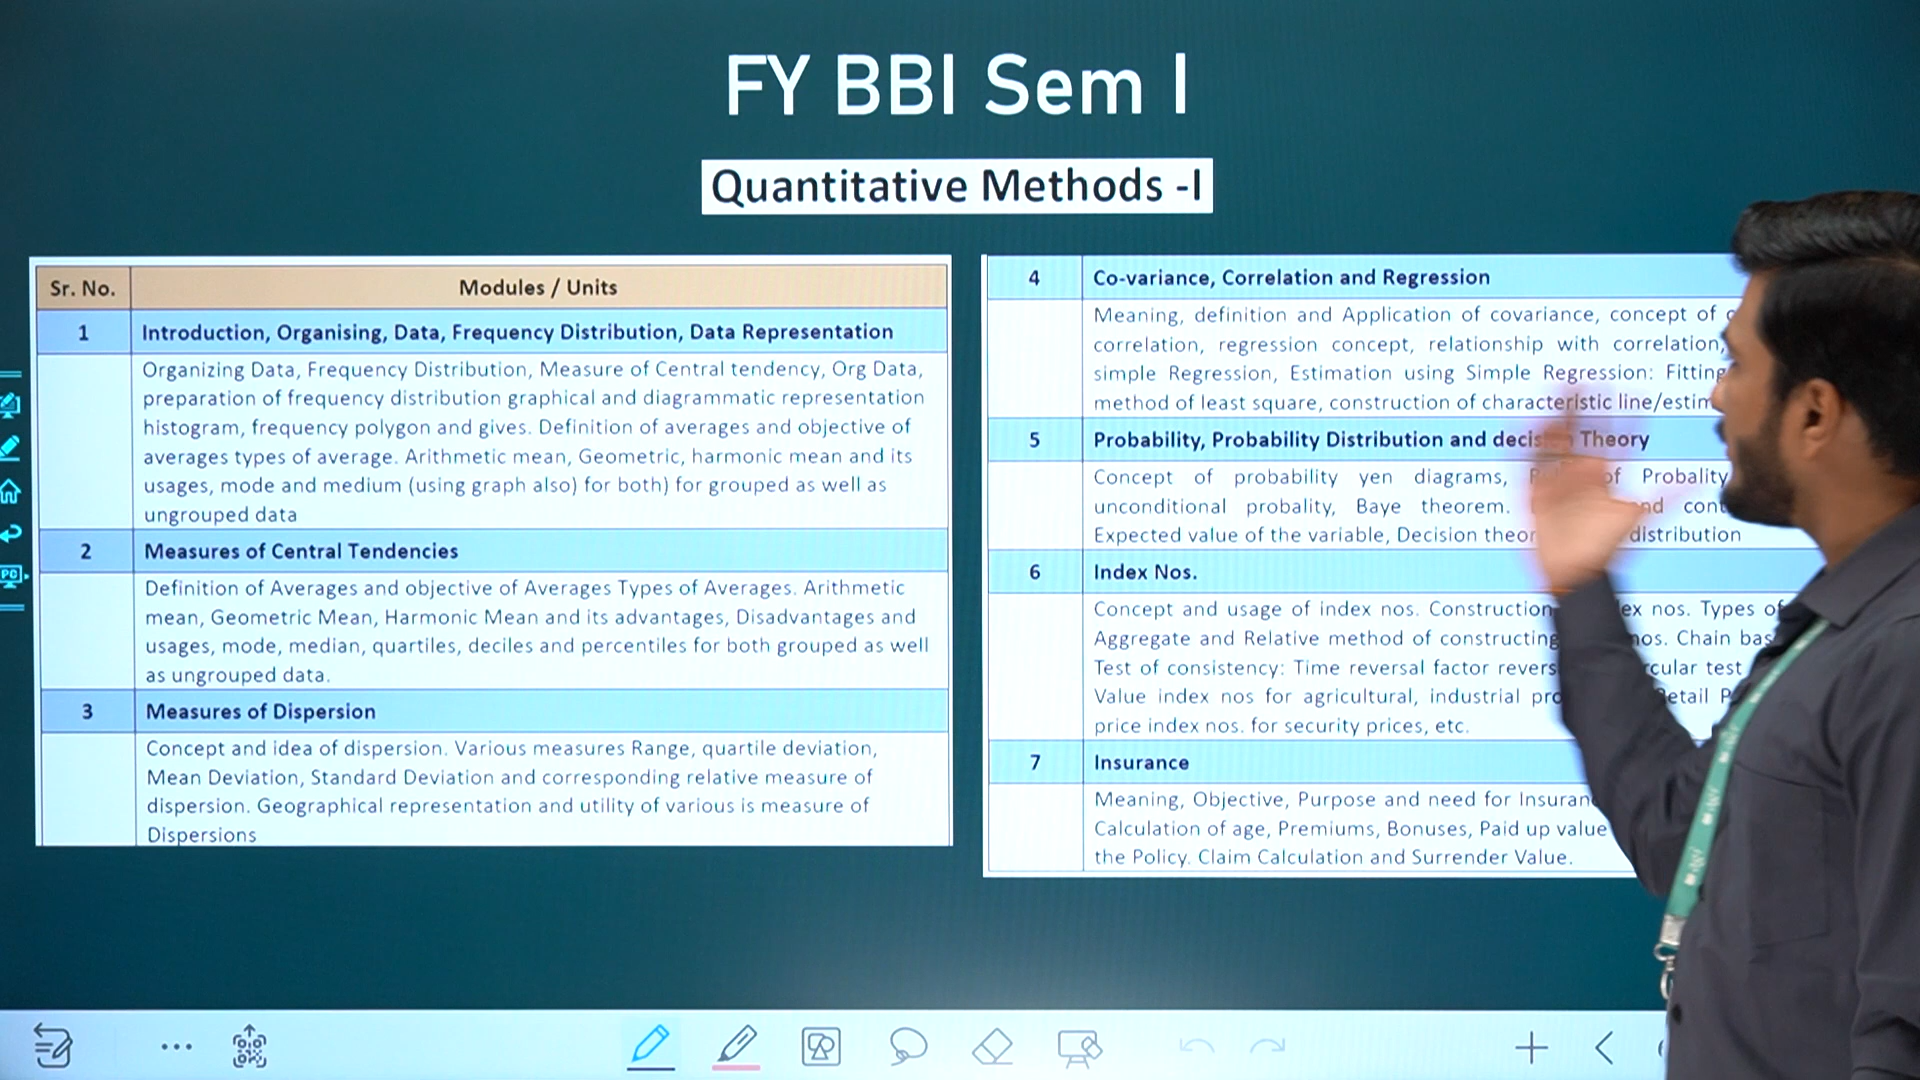 FY BBI Sem I
Quantitative Methods -I
Sr. No. Modules / Units
1 Introduction, Organising, Data, Frequency Distribution, Data Representation
Organizing Data, Frequency Distribution, Measure of Central tendency, Org Data,
preparation of frequency distribution graphical and diagrammatic representation
histogram, frequency polygon and gives. Definition of averages and objective of
averages types of average. Arithmetic mean, Geometric, harmonic mean and its
usages, mode and medium (using graph also) for both) for grouped as well as
ungrouped data
2 Measures of Central Tendencies
Definition of Averages and objective of Averages Types of Averages. Arithmetic
mean, Geometric Mean, Harmonic Mean and its advantages, Disadvantages and
usages, mode, median, quartiles, deciles and percentiles for both grouped as well
as ungrouped data.
3 Measures of Dispersion
Concept and idea of dispersion. Various measures Range, quartile deviation,
Mean Deviation, Standard Deviation and corresponding relative measure of
dispersion. Geographical representation and utility of various is measure of
Dispersions
4 Co-variance, Correlation and Regression
Meaning, definition and Application of covariance, concept of
correlation, regression concept, relationship with correlation,
simple Regression, Estimation using Simple Regression: Fitting
method of least square, construction of characteristic line/estim
5 Probability, Probability Distribution and decision Theory
Concept of probability yen diagrams, of Probality
unconditional probality, Baye theorem. nd cont
Expected value of the variable, Decision theor distribution
6 Index Nos.
Concept and usage of index nos. Construction ex nos. Types of
Aggregate and Relative method of constructing nos. Chain bas
Test of consistency: Time reversal factor revers rcular test
Value index nos for agricultural, industrial pro Retail P
price index nos. for security prices, etc.
7 Insurance
Meaning, Objective, Purpose and need for Insuran
Calculation of age, Premiums, Bonuses, Paid up value
the Policy. Claim Calculation and Surrender Value.
PC